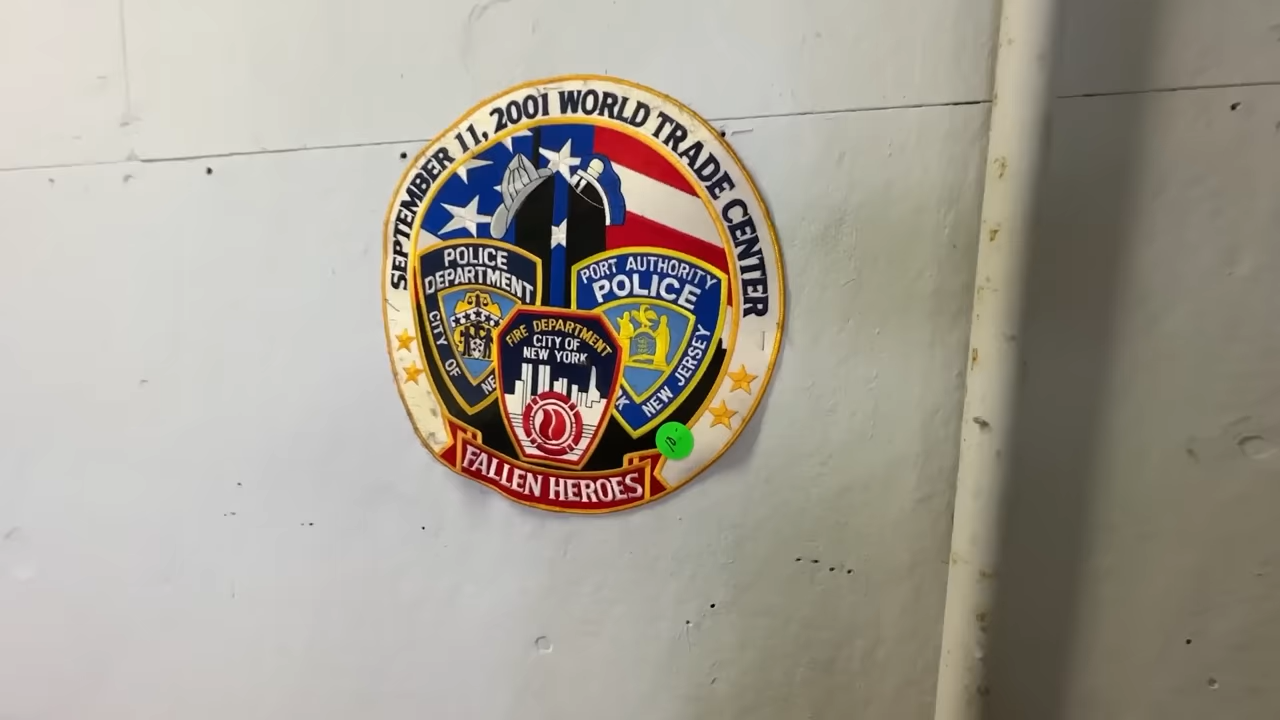 SEPTEMBER 11, 2001 WORLD TRADE CENTER
POLICE
DEPARTMENT
CITY OF
PORT AUTHORITY
POLICE
NEW JERSEY
FIRE DEPARTMENT
CITY OF
NEW YORK
FALLEN HEROES